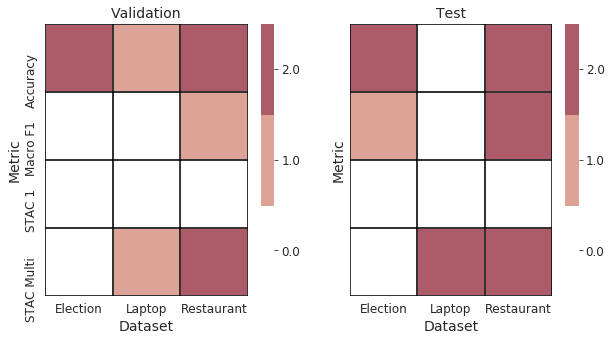 Validation
Metric
Accuracy
Macro F1
STAC 1
STAC Multi
Election Laptop Restaurant
Dataset
2.0
1.0
0.0
Test
Metric
Election Laptop Restaurant
Dataset
2.0
1.0
0.0